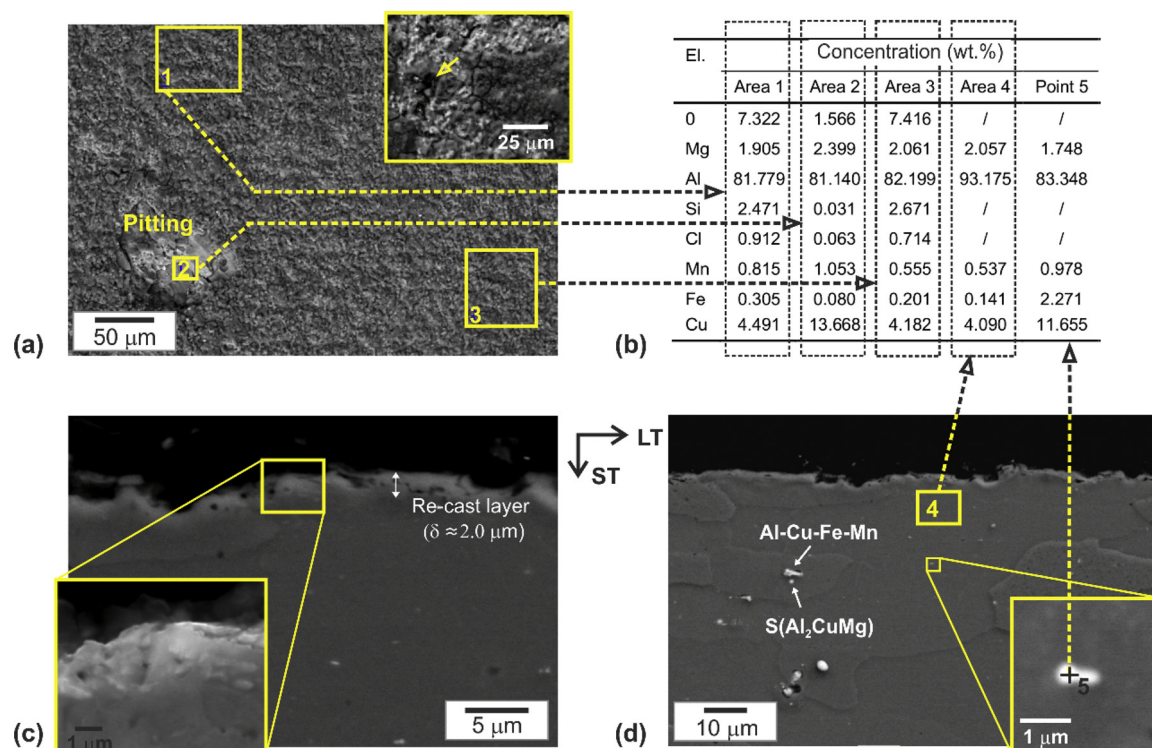 1
25 μm
Pitting
2
3
50 μm
(a)
El. Concentration (wt.%)
Area 1 Area 2 Area 3 Area 4 Point 5
0 7.322 1.566 7.416 / /
Mg 1.905 2.399 2.061 2.057 1.748
Al 81.779 81.140 82.199 93.175 83.348
Si 2.471 0.031 2.671 / /
Cl 0.912 0.063 0.714 / /
Mn 0.815 1.053 0.555 0.537 0.978
Fe 0.305 0.080 0.201 0.141 2.271
Cu 4.491 13.668 4.182 4.090 11.655
(b)
Re-cast layer
(δ ≈2.0 μm)
1 μm
5 μm
(c)
LT
ST
4
Al-Cu-Fe-Mn
S(Al₂CuMg)
5
10 μm
1 μm
(d)